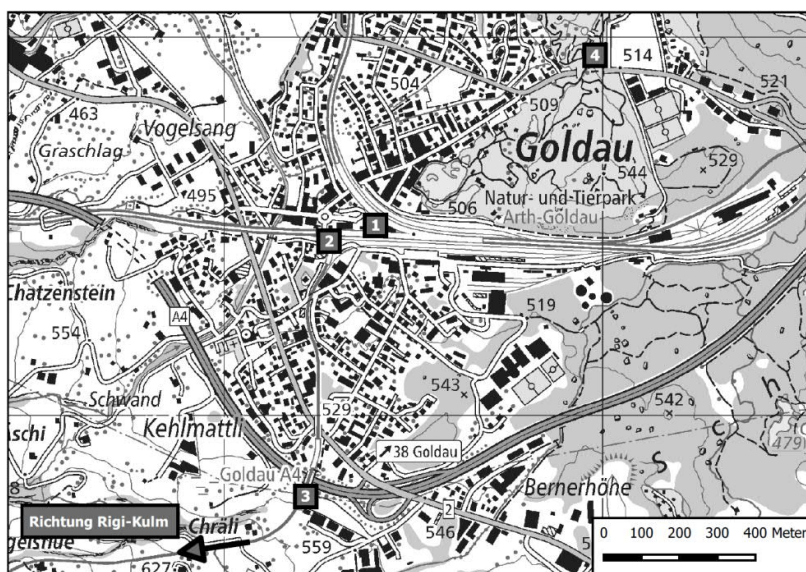 4
514
504
521
463
509
Vogelsang
Graschlag
Goldau
544
529
495
Natur- und Tierpark
Arth-Goldau
506
1
2
Chatzenstein
519
A4
554
543
Schwand
542
529
Kehlmattli
479
38 Goldau
Goldau A4
s c h
3
Bernerhöhe
2
Richtung Rigi-Kulm
Chräli
546
559
627
0 100 200 300 400 Meter